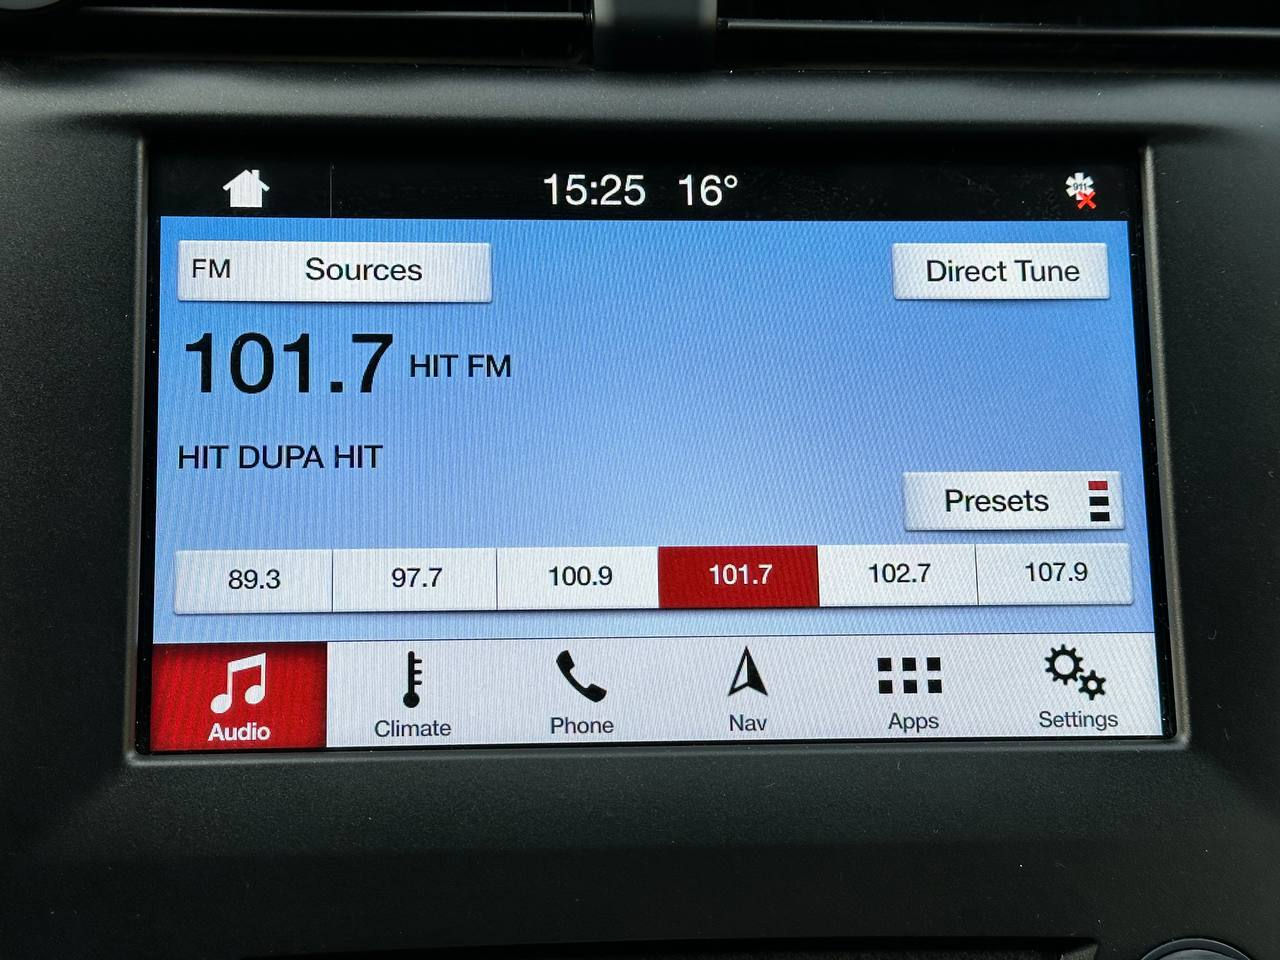 15:25 16°
911
FM Sources
Direct Tune
101.7 HIT FM
HIT DUPA HIT
Presets
89.3 97.7 100.9 101.7 102.7 107.9
Audio Climate Phone Nav Apps Settings